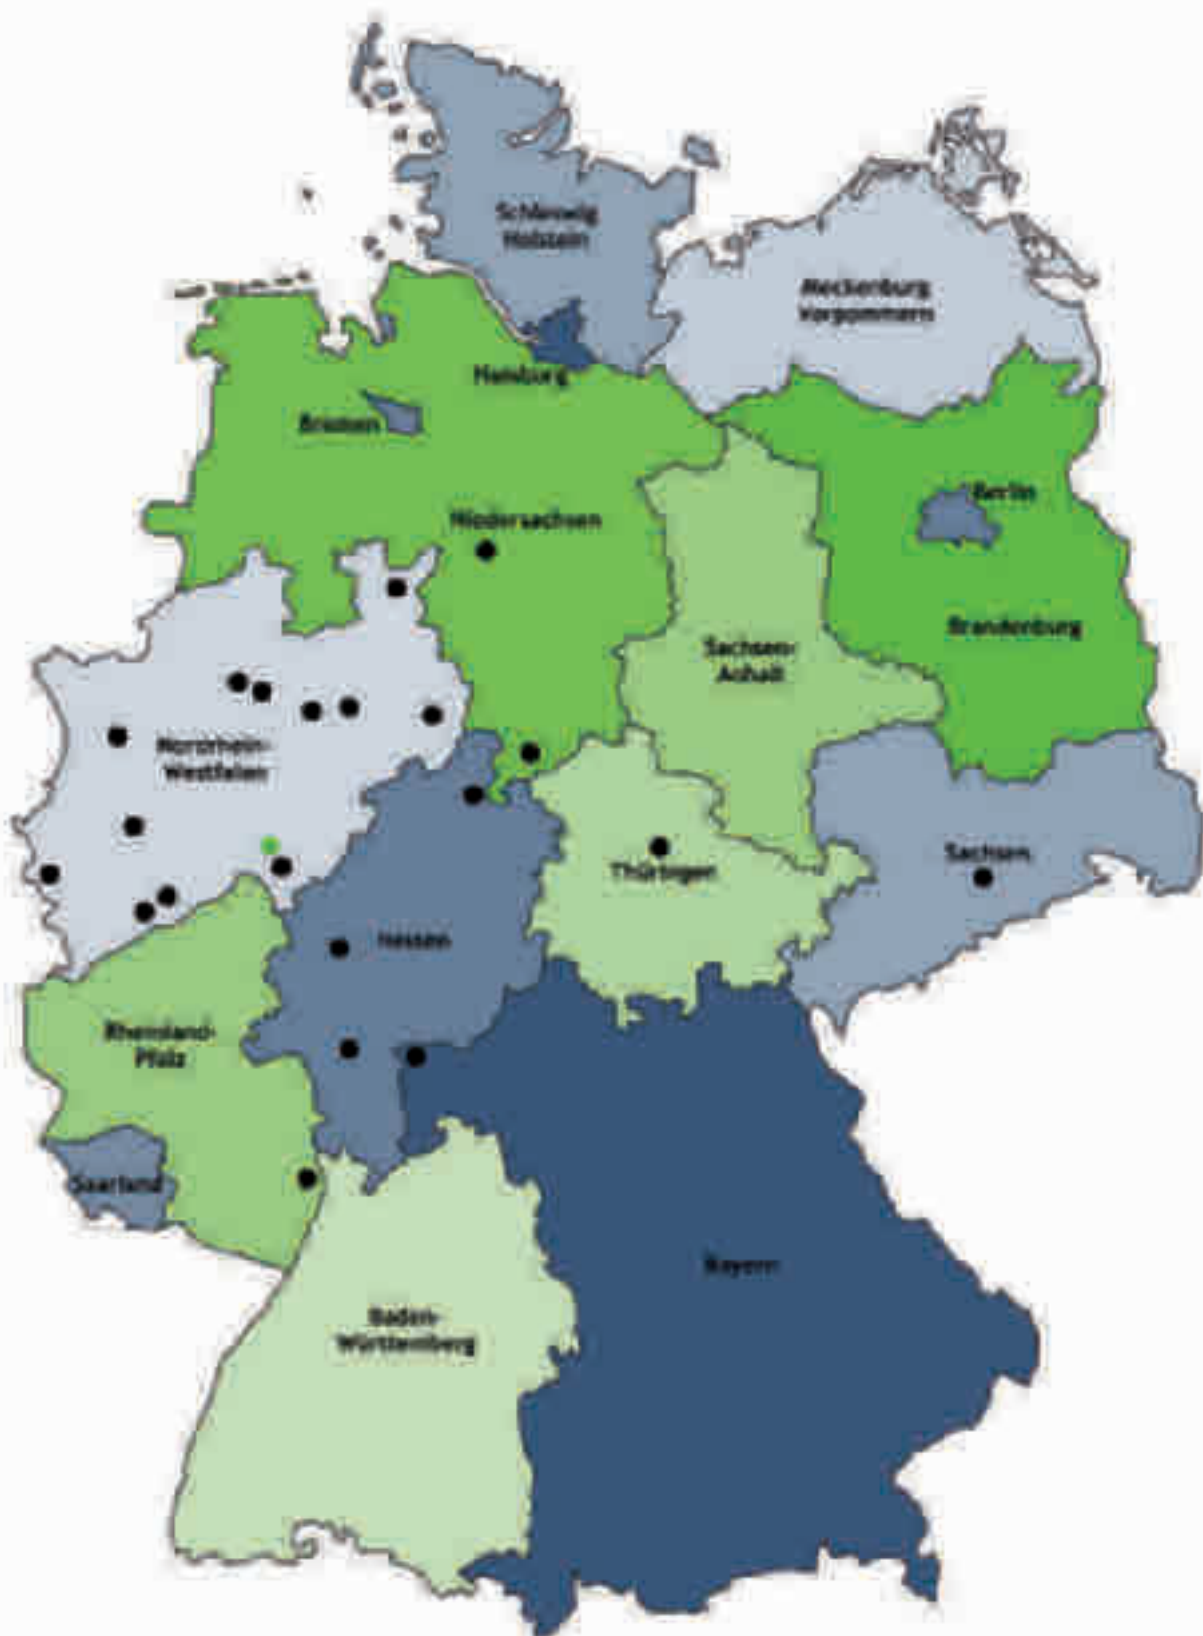 Schleswig
Holstein
Meckenburg
Vorpommern
Hamburg
Bremen
Berlin
Niedersachsen
Brandenburg
Sachsen-
Anhalt
Nordrhein-
Westfalen
Sachsen
Thüringen
Hessen
Rheinland-
Pfalz
Saarland
Bayern
Baden-
Württemberg